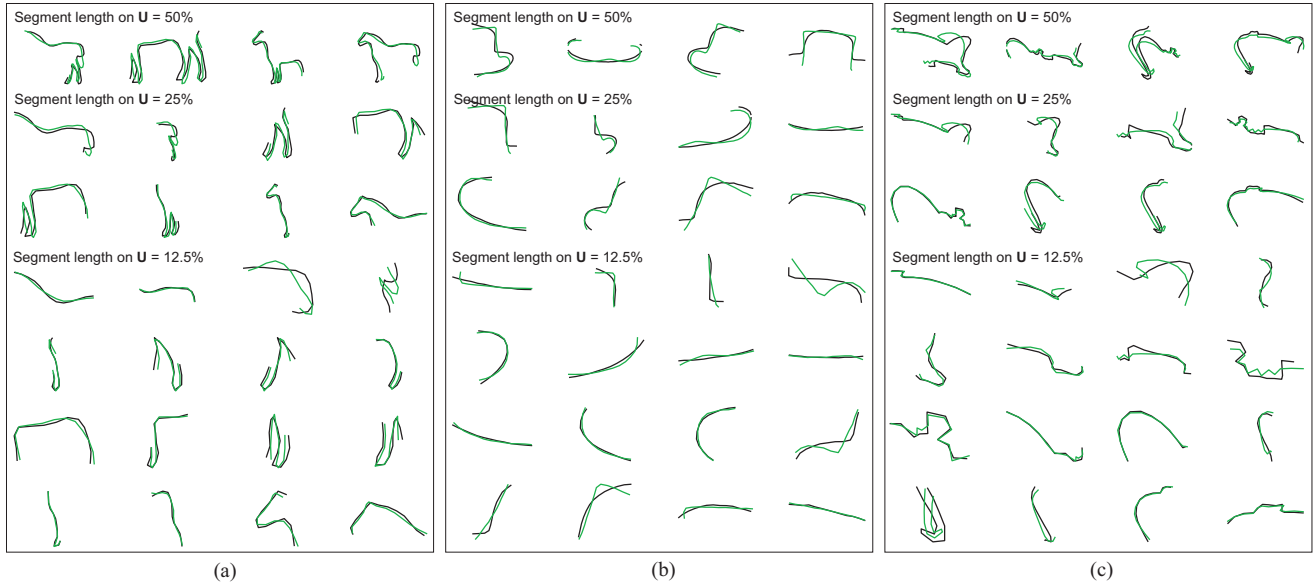 Segment length on U = 50%
Segment length on U = 25%
Segment length on U = 12.5%
(a)
Segment length on U = 50%
Segment length on U = 25%
Segment length on U = 12.5%
(b)
Segment length on U = 50%
Segment length on U = 25%
Segment length on U = 12.5%
(c)